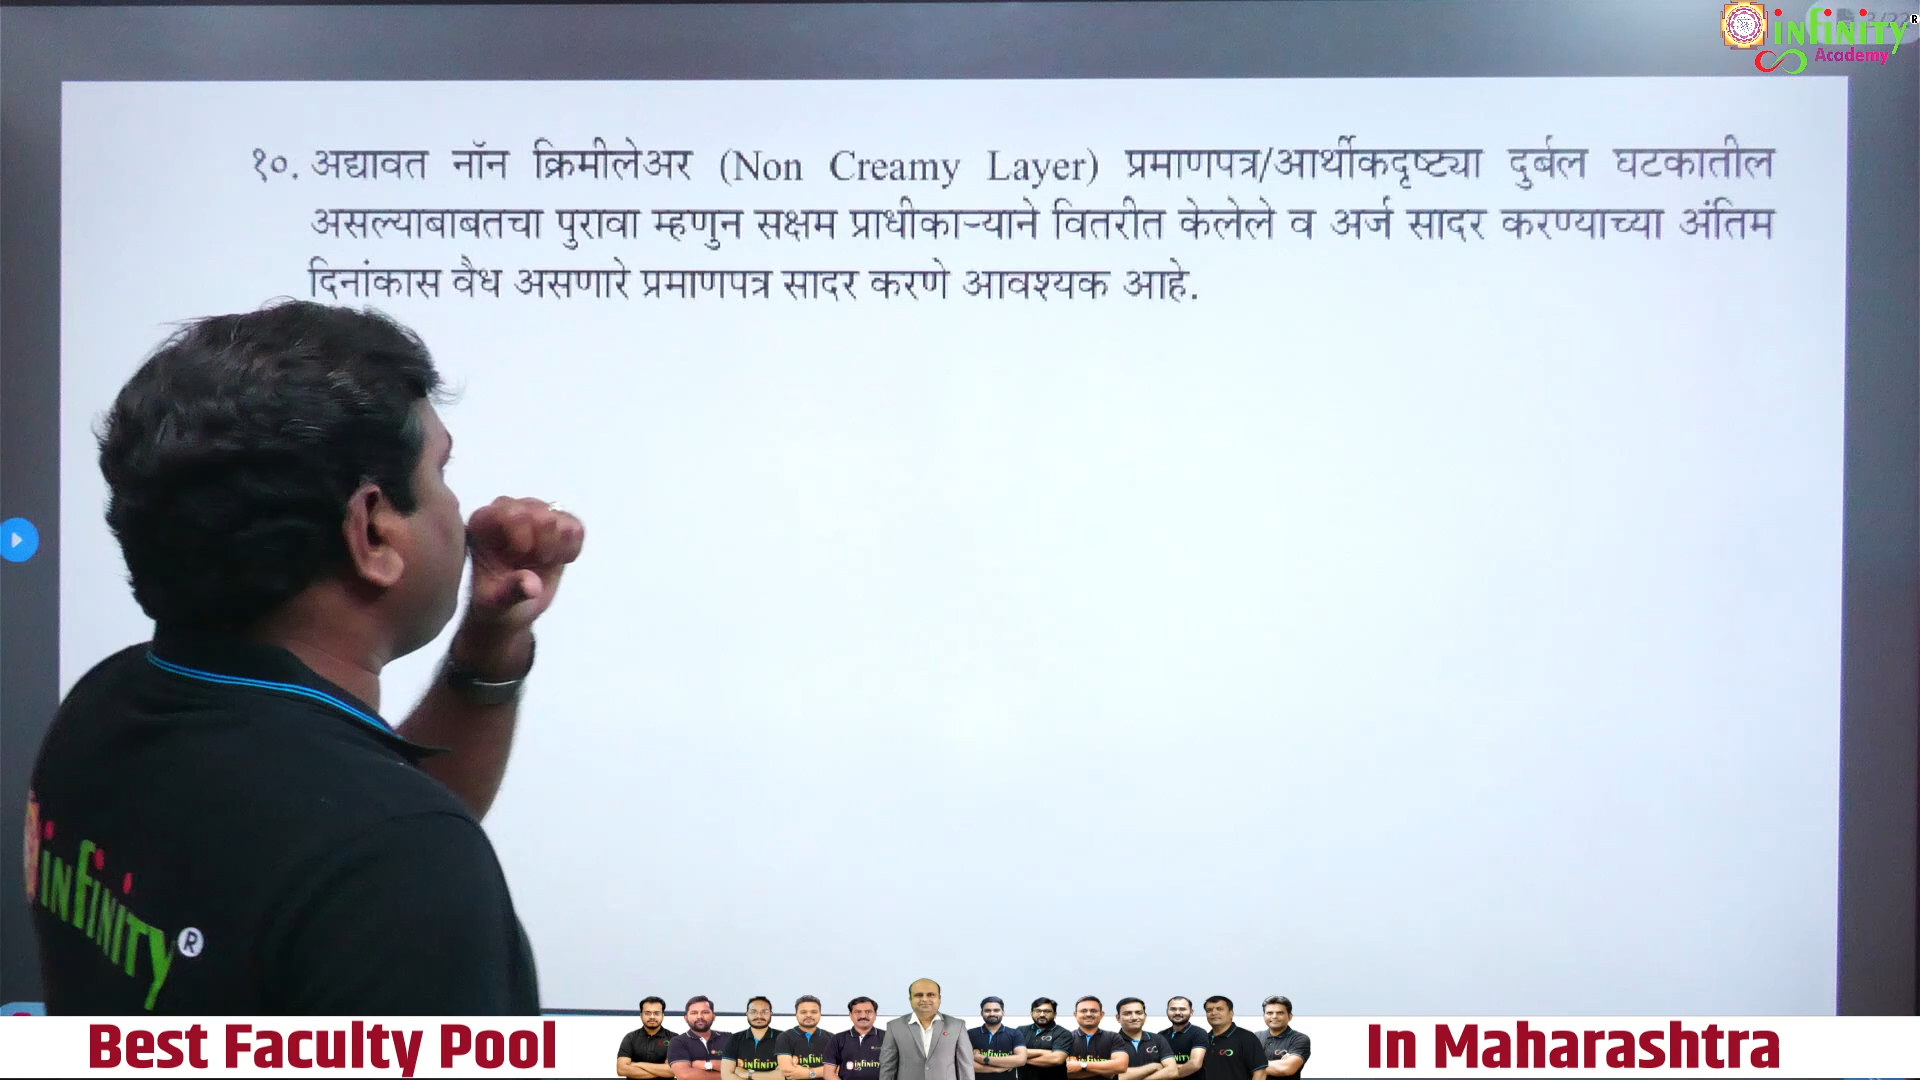 infinity
Academy
१०. अद्यावत नॉन क्रिमीलेअर (Non Creamy Layer) प्रमाणपत्र/आर्थीकदृष्ट्या दुर्बल घटकातील
असल्याबाबतचा पुरावा म्हणुन सक्षम प्राधीकाऱ्याने वितरीत केलेले व अर्ज सादर करण्याच्या अंतिम
दिनांकास वैध असणारे प्रमाणपत्र सादर करणे आवश्यक आहे.
infinity®
Best Faculty Pool
In Maharashtra